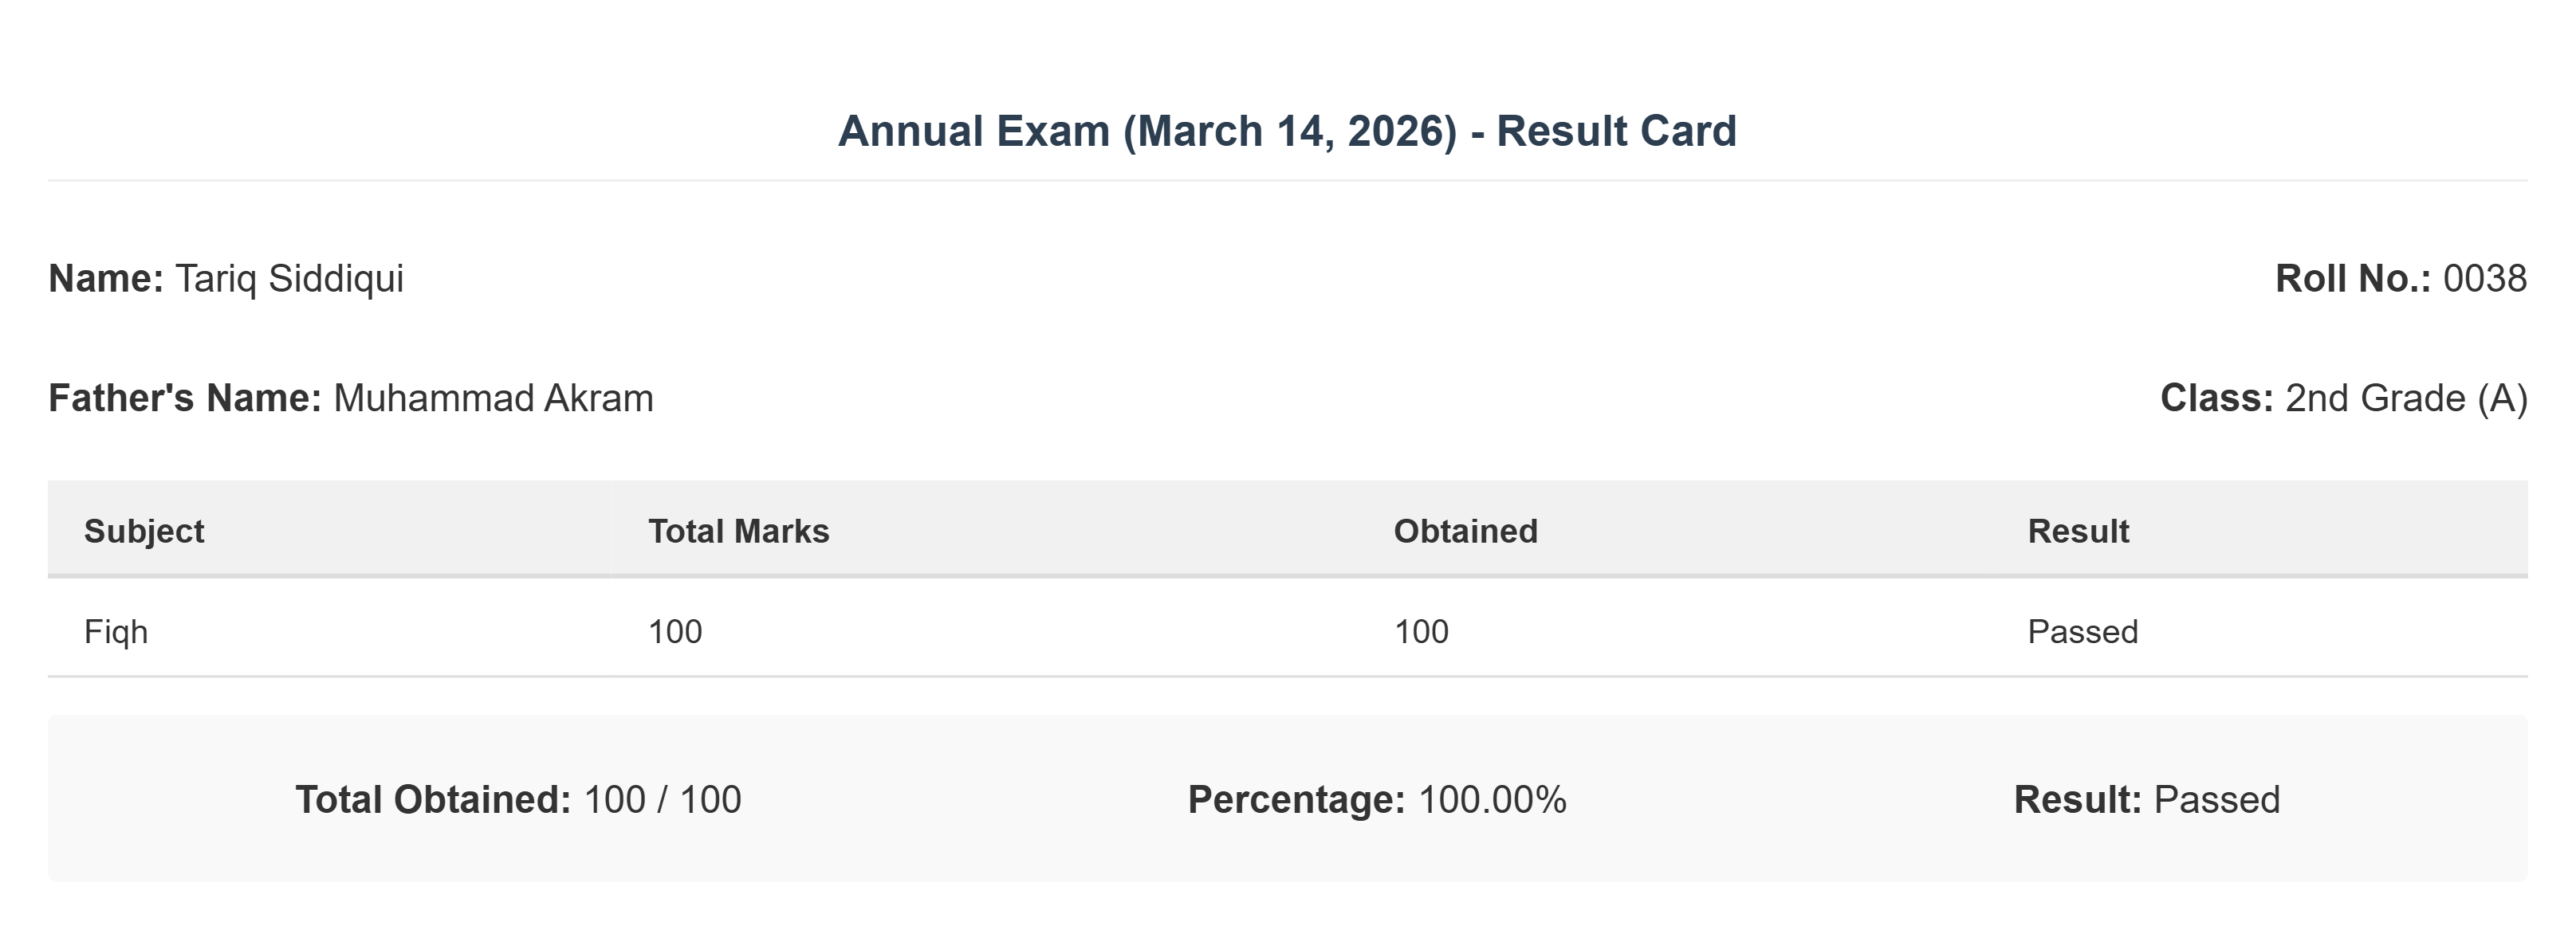 Annual Exam (March 14, 2026) - Result Card
Name: Tariq Siddiqui Roll No.: 0038
Father's Name: Muhammad Akram Class: 2nd Grade (A)
Subject Total Marks Obtained Result
Fiqh 100 100 Passed
Total Obtained: 100 / 100 Percentage: 100.00% Result: Passed